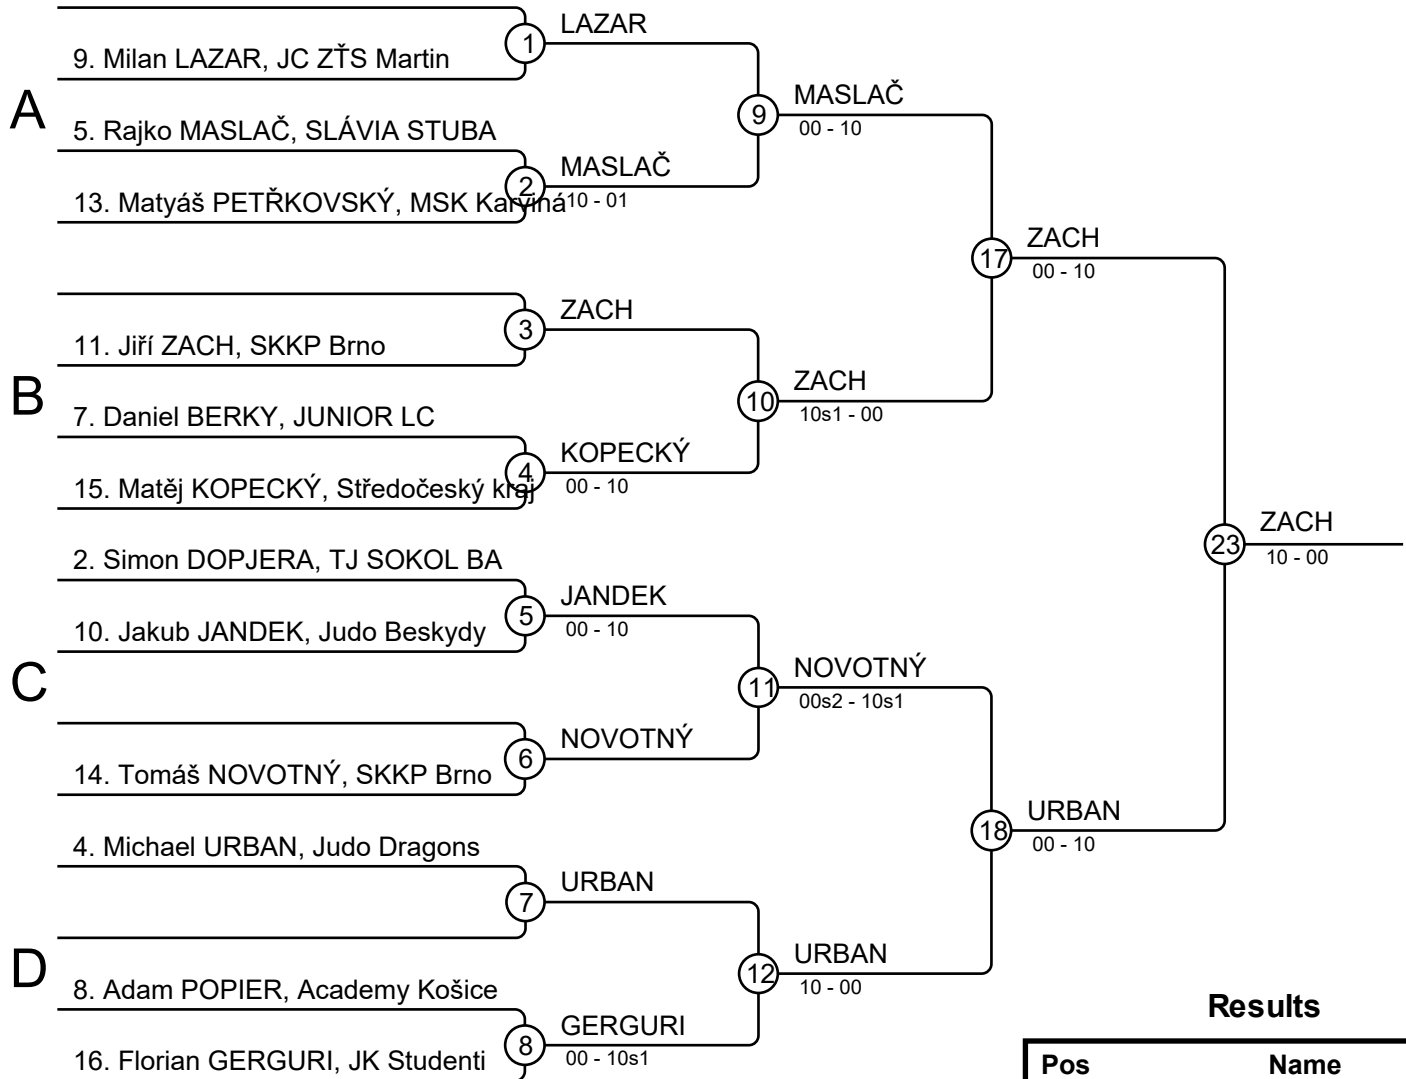 A
9. Milan LAZAR, JC ZŤS Martin
5. Rajko MASLAČ, SLÁVIA STUBA
13. Matyáš PETŘKOVSKÝ, MSK Karviná
1
LAZAR
2
MASLAČ
10 - 01
9
MASLAČ
00 - 10
B
11. Jiří ZACH, SKKP Brno
7. Daniel BERKY, JUNIOR LC
15. Matěj KOPECKÝ, Středočeský kraj
3
ZACH
4
KOPECKÝ
00 - 10
10
ZACH
10s1 - 00
17
ZACH
00 - 10
C
2. Simon DOPJERA, TJ SOKOL BA
10. Jakub JANDEK, Judo Beskydy
14. Tomáš NOVOTNÝ, SKKP Brno
5
JANDEK
00 - 10
6
NOVOTNÝ
11
NOVOTNÝ
00s2 - 10s1
D
4. Michael URBAN, Judo Dragons
8. Adam POPIER, Academy Košice
16. Florian GERGURI, JK Studenti
7
URBAN
8
GERGURI
00 - 10s1
12
URBAN
10 - 00
18
URBAN
00 - 10
23
ZACH
10 - 00
Results
Pos Name